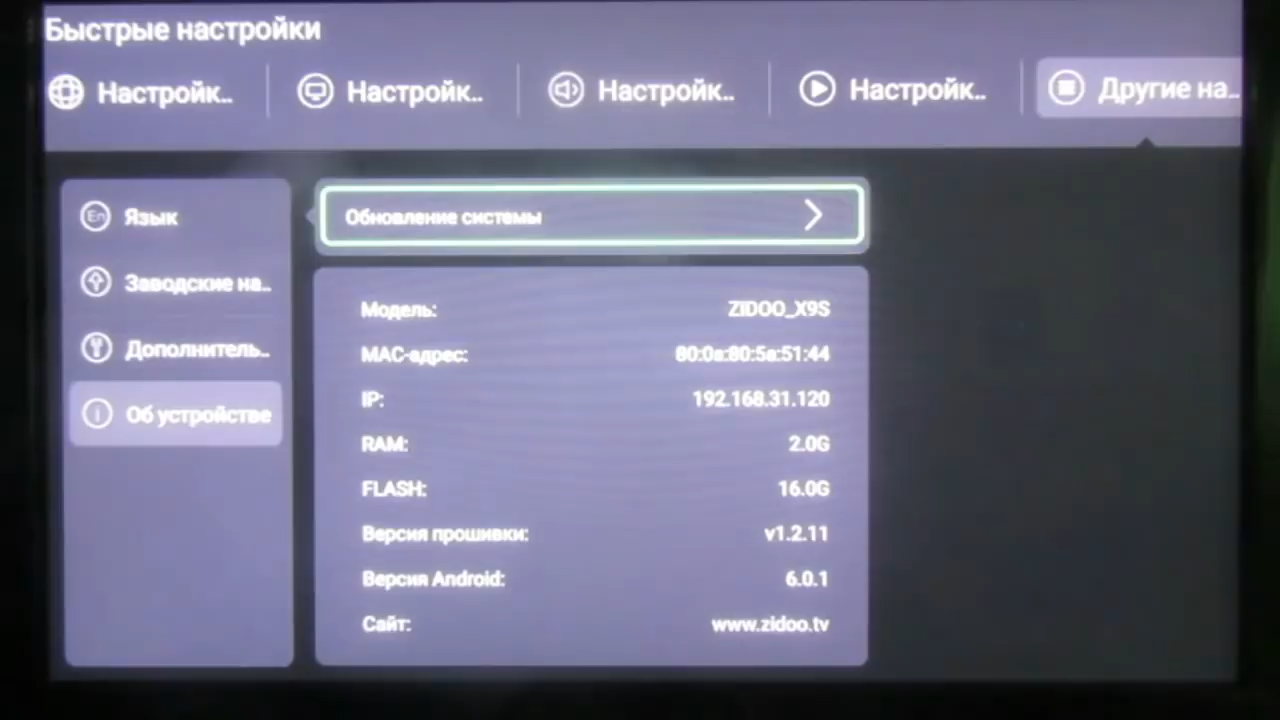 Быстрые настройки
Настройк..
Настройк..
Настройк..
Настройк..
Другие на..
Язык
Заводские на..
Дополнитель..
Об устройстве
Обновление системы
Модель: ZIDOO_X9S
MAC-адрес: 80:0a:80:5a:51:44
IP: 192.168.31.120
RAM: 2.0G
FLASH: 16.0G
Версия прошивки: v1.2.11
Версия Android: 6.0.1
Сайт: www.zidoo.tv